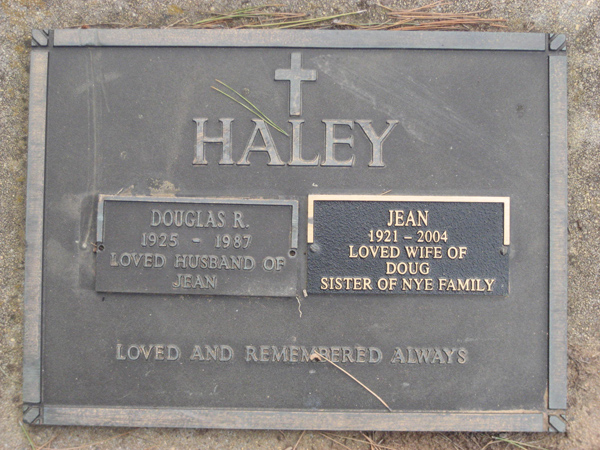 HALEY
DOUGLAS R.
1925 - 1987
LOVED HUSBAND OF
JEAN
JEAN
1921 – 2004
LOVED WIFE OF
DOUG
SISTER OF NYE FAMILY
LOVED AND REMEMBERED ALWAYS